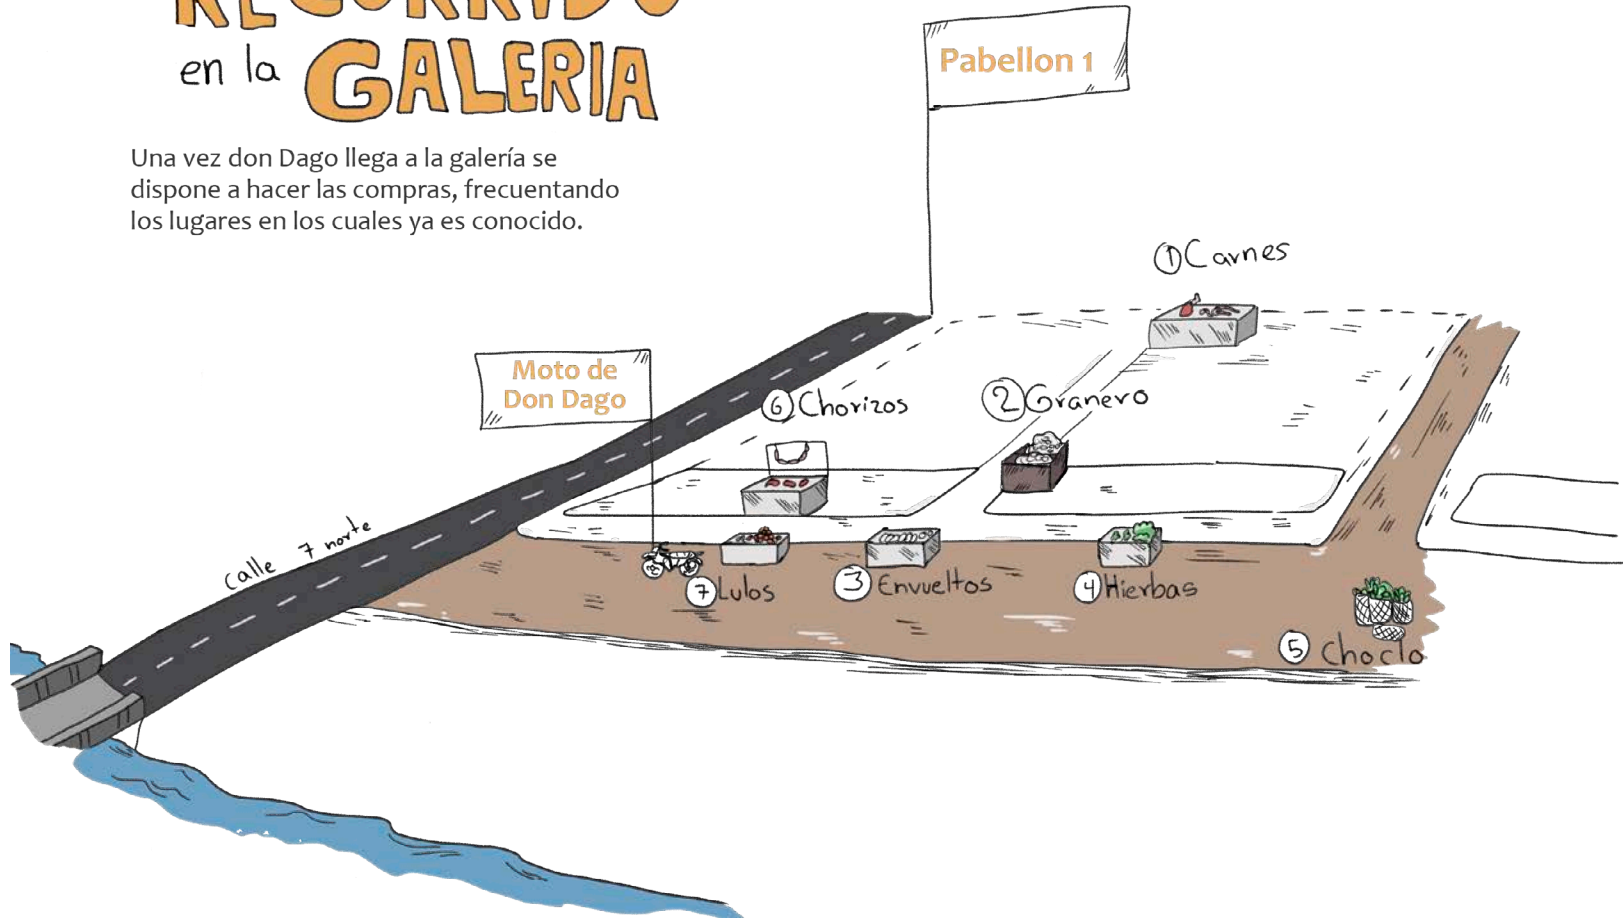 RECORRIDO
en la GALERIA
Una vez don Dago llega a la galería se
dispone a hacer las compras, frecuentando
los lugares en los cuales ya es conocido.
Pabellon 1
1 Carnes
Moto de
Don Dago
6 Chorizos
2 Granero
calle 7 norte
7 Lulos
3 Envueltos
4 Hierbas
5 Choclo